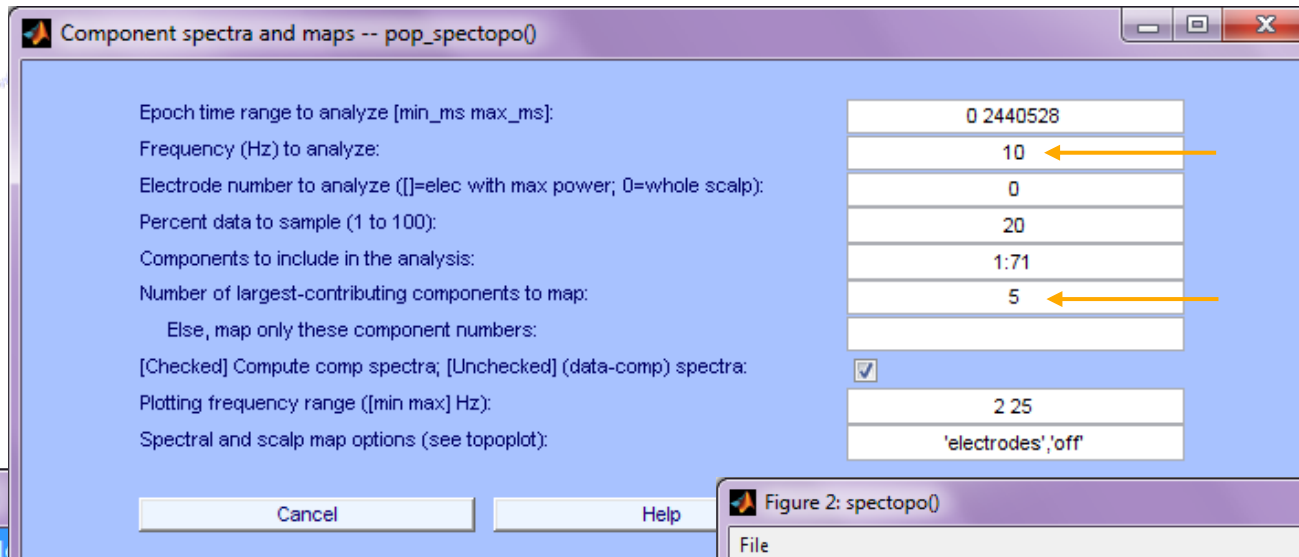 Component spectra and maps -- pop_spectopo()
Epoch time range to analyze [min_ms max_ms]: 0 2440528
Frequency (Hz) to analyze: 10
Electrode number to analyze ([]=elec with max power; 0=whole scalp): 0
Percent data to sample (1 to 100): 20
Components to include in the analysis: 1:71
Number of largest-contributing components to map: 5
Else, map only these component numbers:
[Checked] Compute comp spectra; [Unchecked] (data-comp) spectra:
Plotting frequency range ([min max] Hz): 2 25
Spectral and scalp map options (see topoplot): 'electrodes','off'
Cancel Help
Figure 2: spectopo()
File